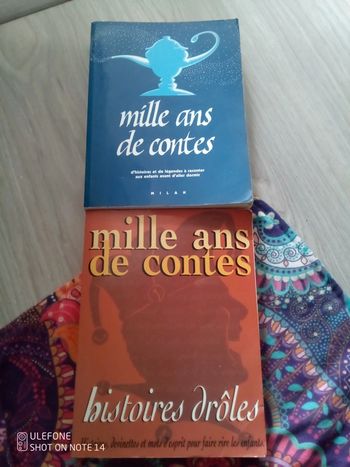 mille ans
de contes
d'histoires et de légendes à raconter
aux enfants avant d'aller dormir
MILAN
mille ans
de contes
histoires drôles
devinettes et mots d'esprit pour faire rire les enfants
ULEFONE
SHOT ON NOTE 14